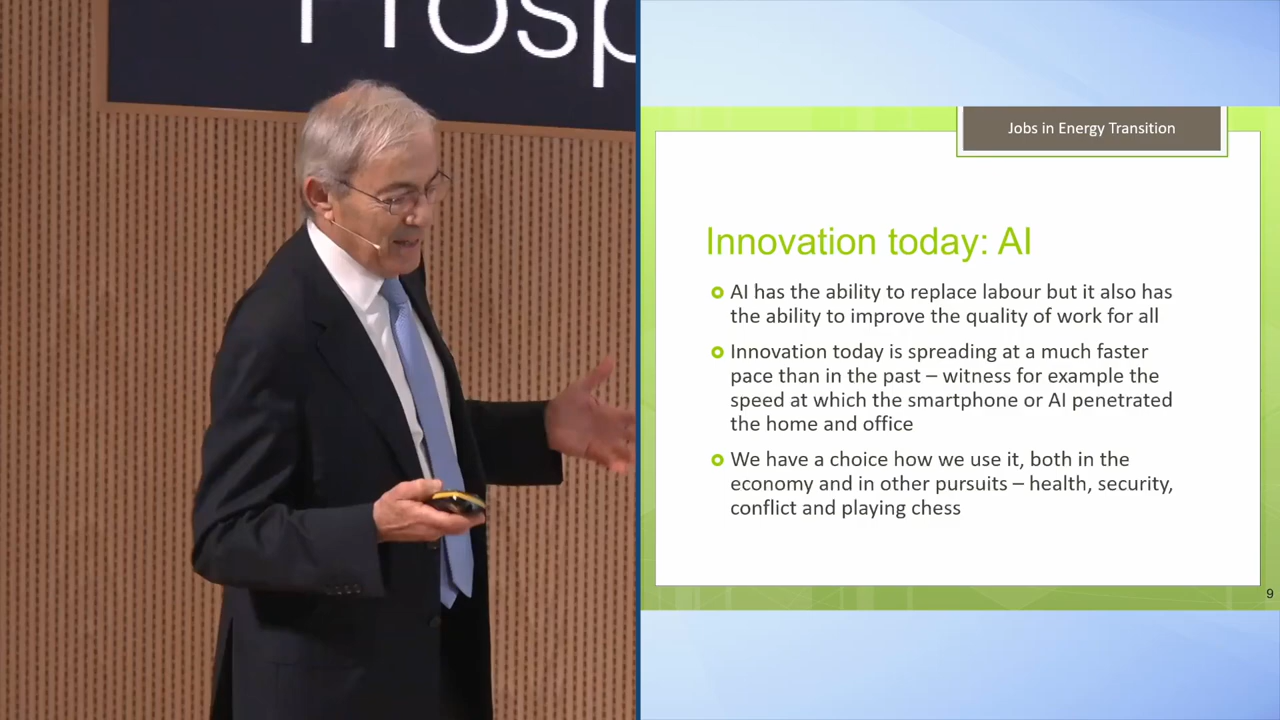 Prosp
Jobs in Energy Transition
Innovation today: AI
AI has the ability to replace labour but it also has
the ability to improve the quality of work for all
Innovation today is spreading at a much faster
pace than in the past – witness for example the
speed at which the smartphone or AI penetrated
the home and office
We have a choice how we use it, both in the
economy and in other pursuits – health, security,
conflict and playing chess
9